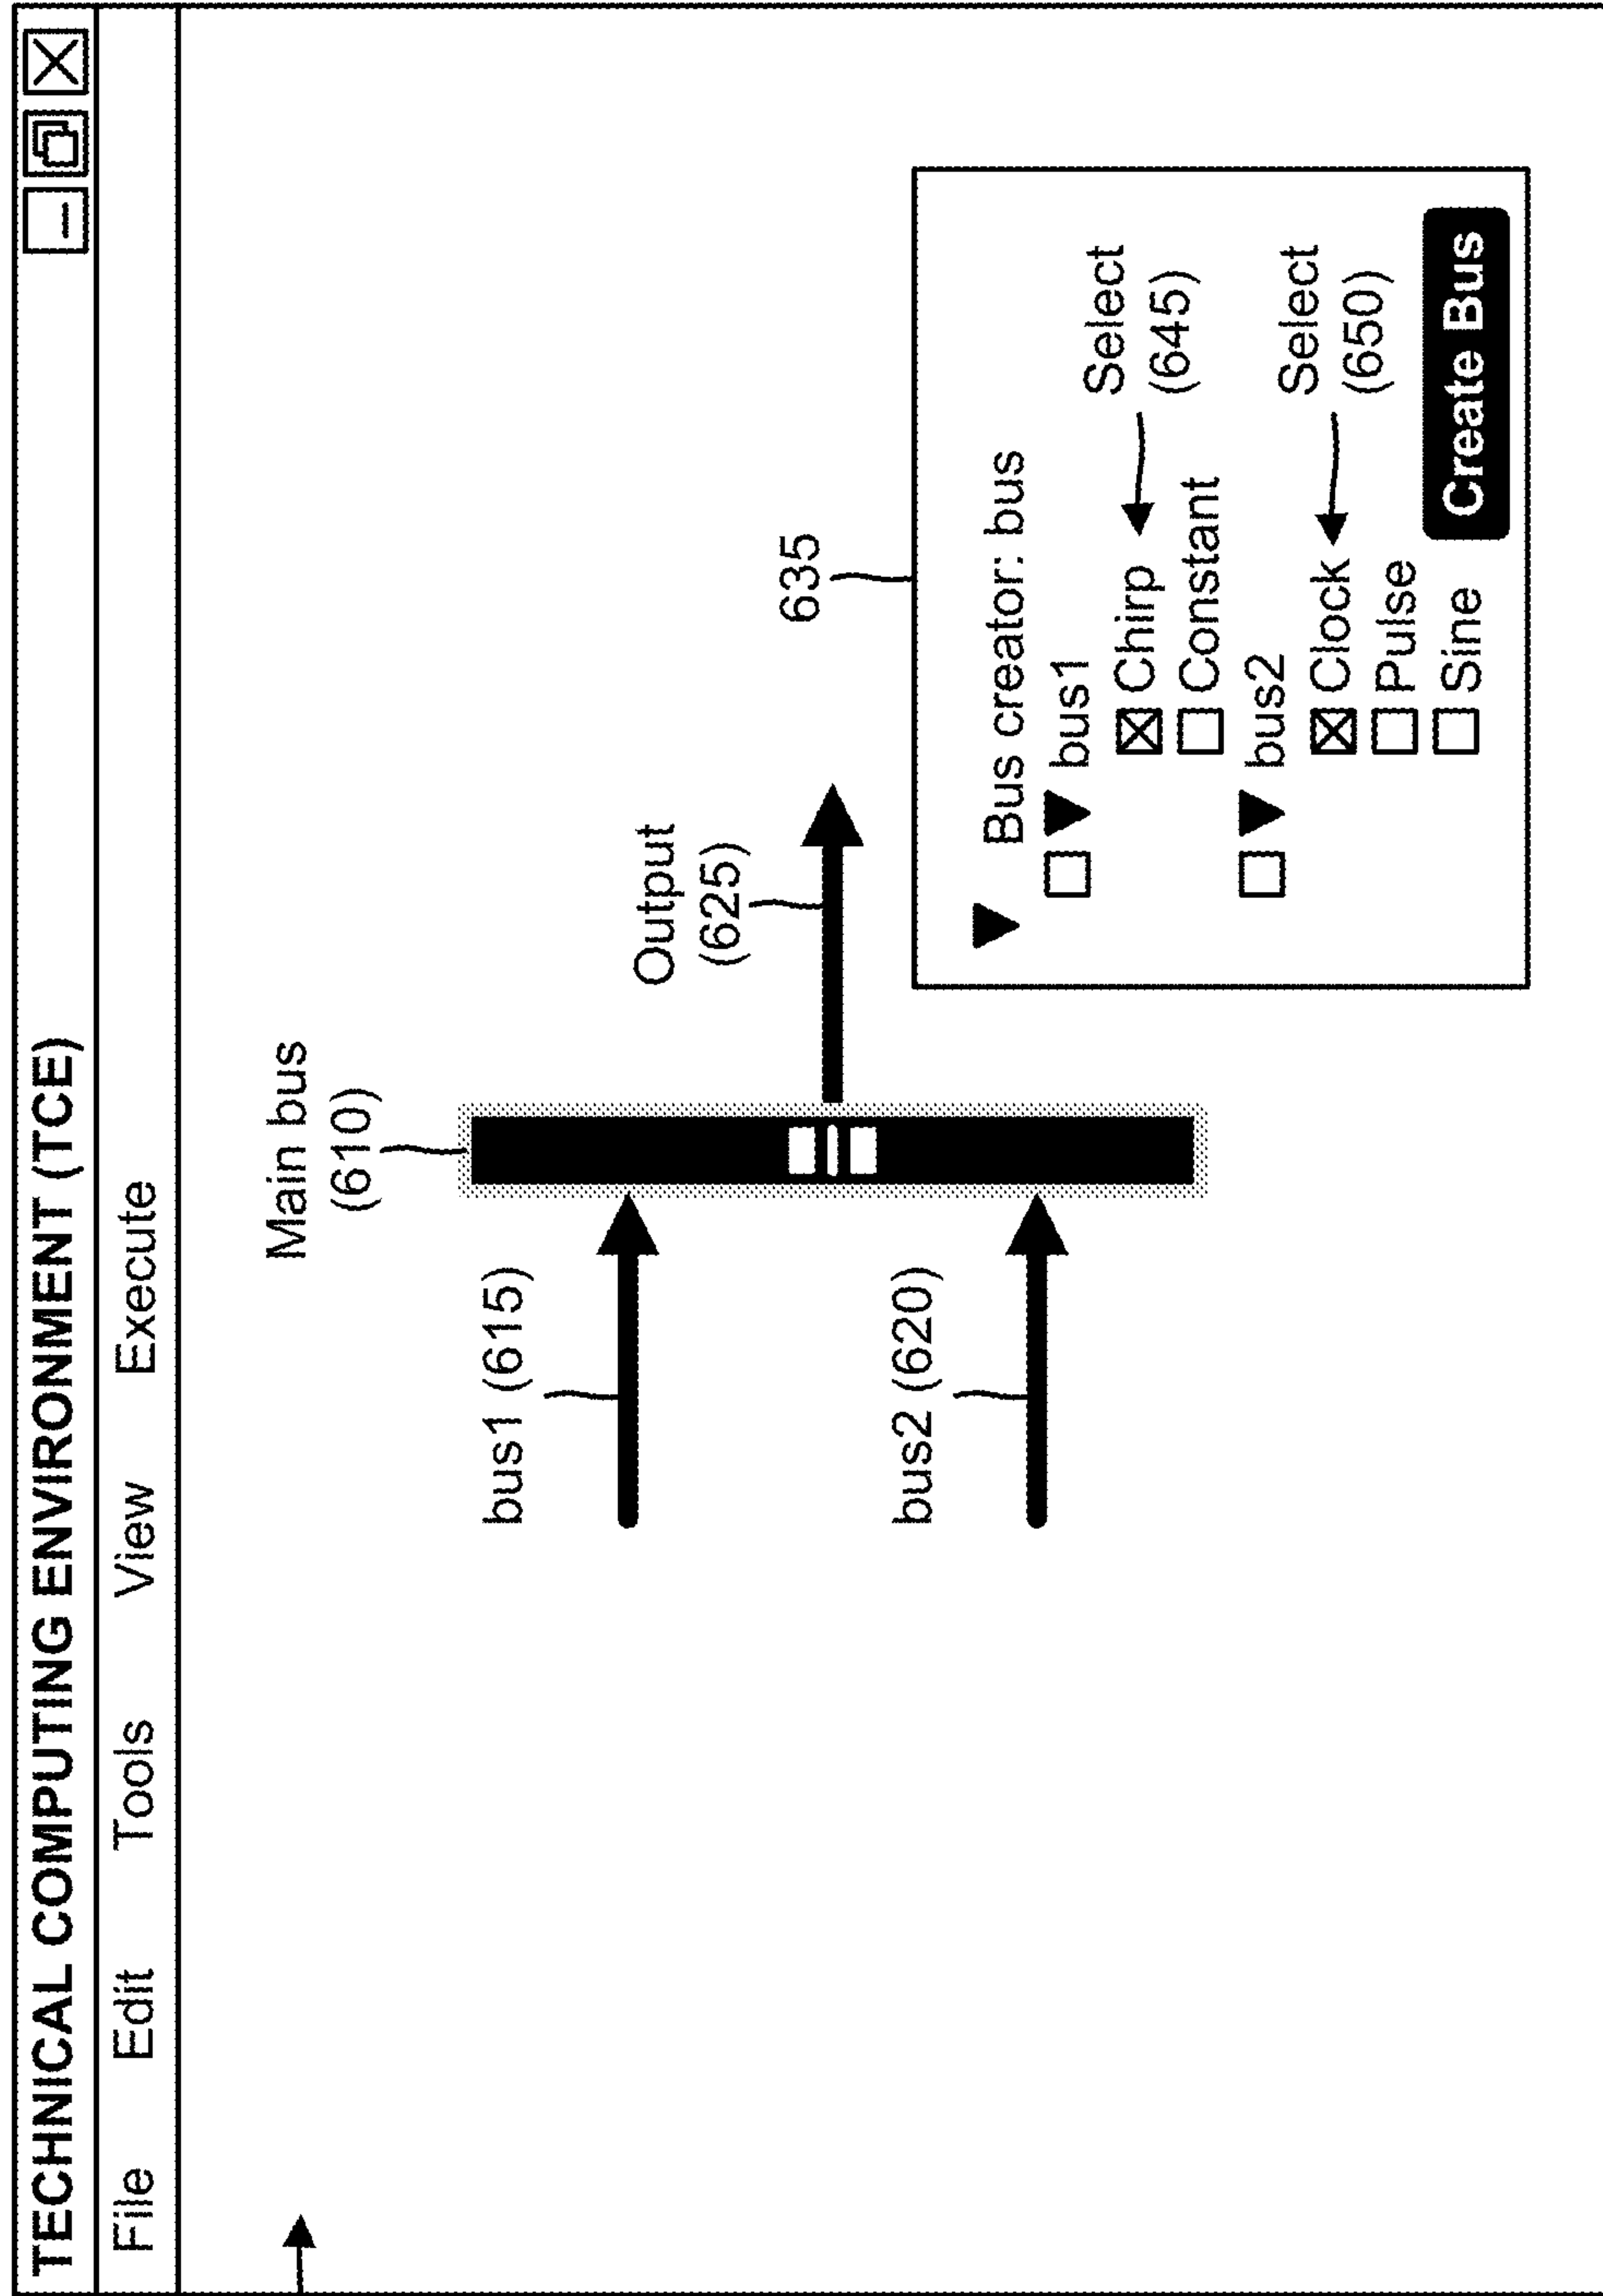 TECHNICAL COMPUTING ENVIRONMENT (TCE)
File Edit Tools View Execute
Main bus
(610)
bus1 (615)
Output
(625)
bus2 (620)
635
Bus creator: bus
bus1
Chirp
Constant
Select
(645)
bus2
Clock
Pulse
Sine
Select
(650)
Create Bus